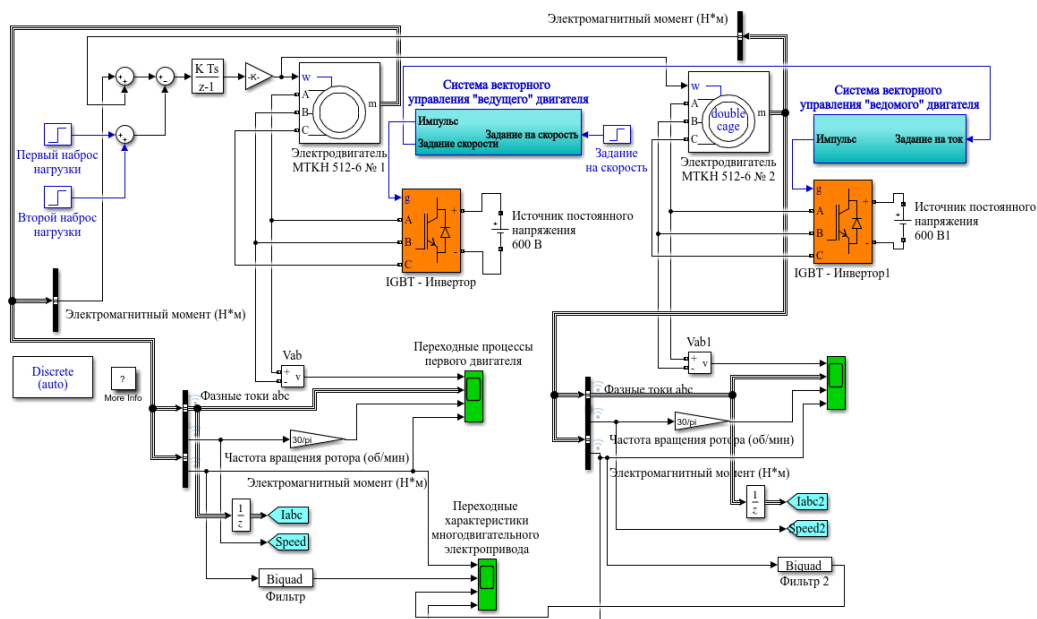 Электромагнитный момент (Н*м)
K Ts
z-1
-K-
w
A
B
C
m
Электродвигатель
МТКН 512-6 № 1
Система векторного
управления "ведущего" двигателя
Импульс
Задание на скорость
Задание скорости
Задание
на скорость
w
A
B
C
double
cage
m
Электродвигатель
МТКН 512-6 № 2
Система векторного
управления "ведомого" двигателя
Импульс
Задание на ток
Первый наброс
нагрузки
Второй наброс
нагрузки
g
A
B
C
+
-
IGBT - Инвертор
Источник постоянного
напряжения
600 В
g
A
B
C
+
-
IGBT - Инвертор1
Источник постоянного
напряжения
600 В1
Электромагнитный момент (Н*м)
Discrete
(auto)
?
More Info
Vab
+
-
v
Переходные процессы
первого двигателя
Vab1
+
-
v
Фазные токи abc
30/pi
Частота вращения ротора (об/мин)
Электромагнитный момент (Н*м)
1
z
Iabc
Speed
Biquad
Фильтр
Переходные
характеристики
многодвигательного
электропривода
Фазные токи abc
30/pi
Частота вращения ротора (об/мин)
Электромагнитный момент (Н*м)
1
z
Iabc2
Speed2
Biquad
Фильтр 2